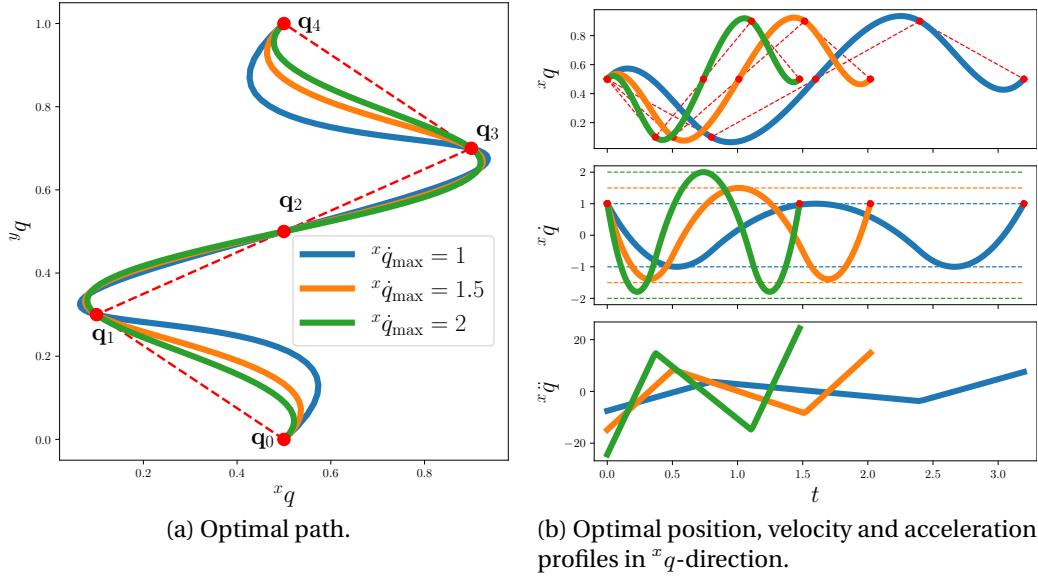 1.0
0.8
0.6
0.4
0.2
0.0
ʸq
0.2 0.4 0.6 0.8
ˣq
q₄
q₃
q₂
q₁
q₀
ˣq̇ₘₐₓ = 1
ˣq̇ₘₐₓ = 1.5
ˣq̇ₘₐₓ = 2
(a) Optimal path.
0.8
0.6
0.4
0.2
ˣq
2
1
0
−1
−2
ˣq̇
20
0
−20
ˣq̈
0.0 0.5 1.0 1.5 2.0 2.5 3.0
t
(b) Optimal position, velocity and acceleration
profiles in ˣq-direction.